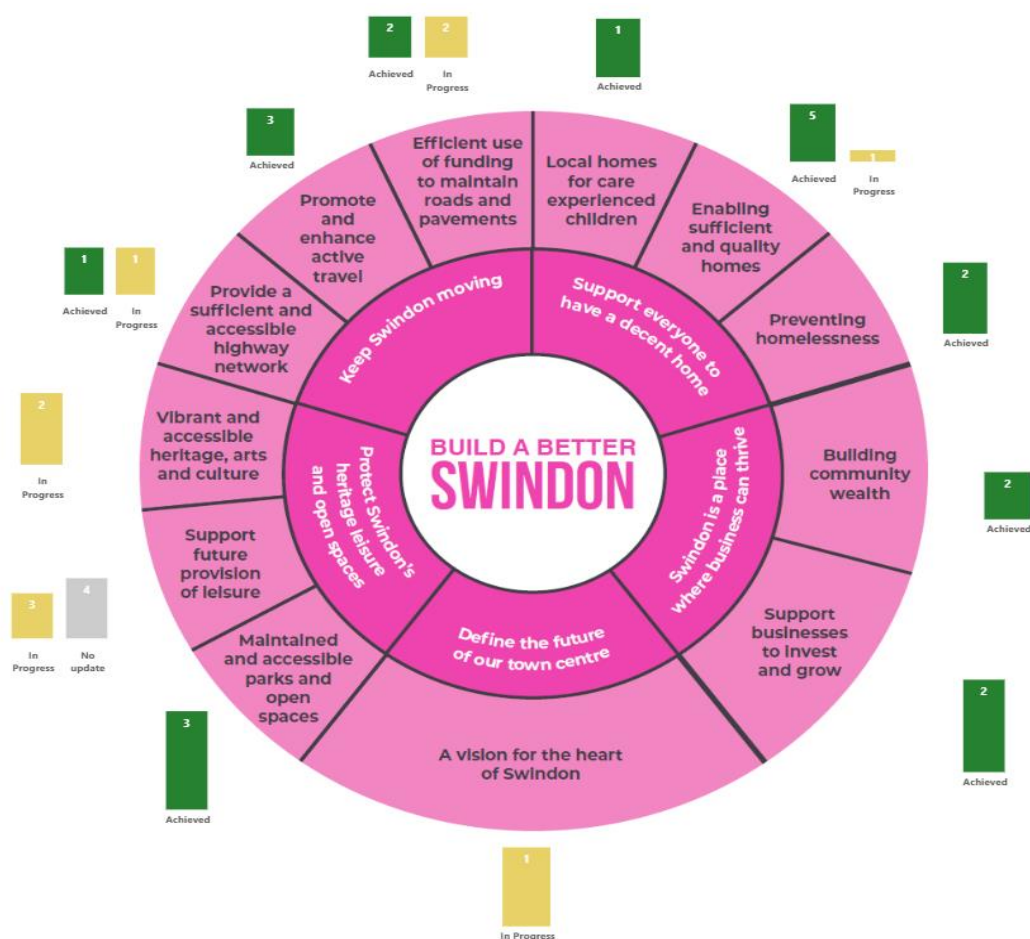 2
2
Achieved
In
Progress
1
Achieved
3
Achieved
5
1
Achieved
In
Progress
Efficient use
of funding
to maintain
roads and
pavements
Local homes
for care
experienced
children
Promote
and
enhance
active
travel
Enabling
sufficient
and quality
homes
1
1
Achieved
In
Progress
Provide a
sufficient and
accessible
highway
network
Keep Swindon moving
Support everyone to
have a decent home
Preventing
homelessness
2
Achieved
2
In
Progress
Vibrant and
accessible
heritage, arts
and culture
Protect Swindon's
heritage leisure
and open spaces
BUILD A BETTER
SWINDON
Swindon is a place
where business can thrive
Building
community
wealth
2
Achieved
3
4
In
Progress
No
update
Support
future
provision
of leisure
Define the future
of our town centre
Support
businesses
to invest
and grow
Maintained
and accessible
parks and
open
spaces
3
Achieved
A vision for the heart
of Swindon
2
Achieved
1
In Progress